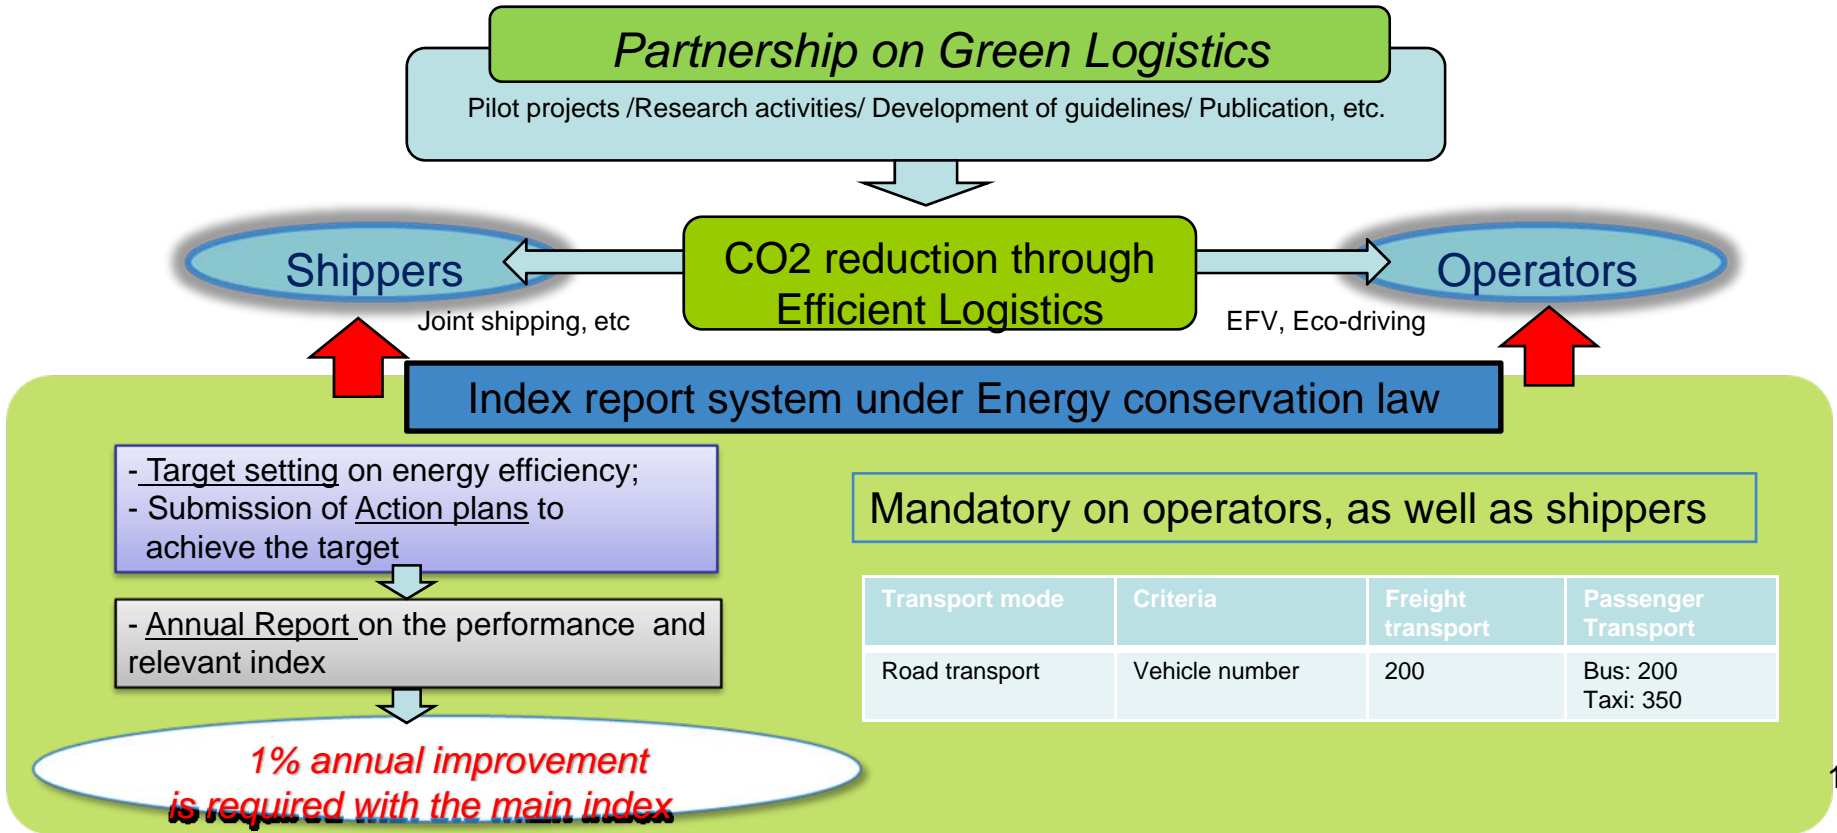 Partnership on Green Logistics
Pilot projects /Research activities/ Development of guidelines/ Publication, etc.
Shippers
CO2 reduction through
Efficient Logistics
Operators
Joint shipping, etc
EFV, Eco-driving
Index report system under Energy conservation law
- Target setting on energy efficiency;
- Submission of Action plans to
achieve the target
- Annual Report on the performance and
relevant index
1% annual improvement
is required with the main index
Mandatory on operators, as well as shippers
Transport mode Criteria Freight transport Passenger Transport
Road transport Vehicle number 200 Bus: 200
Taxi: 350
1